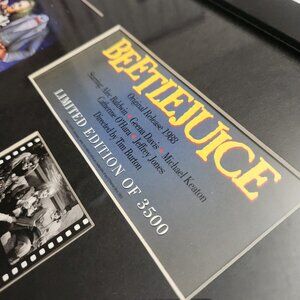 BEETLEJUICE
Original Release 1988
Starring Alec Baldwin • Geena Davis • Michael Keaton
Catherine O'Hara • Jeffrey Jones
Directed by Tim Burton
LIMITED EDITION OF 3500